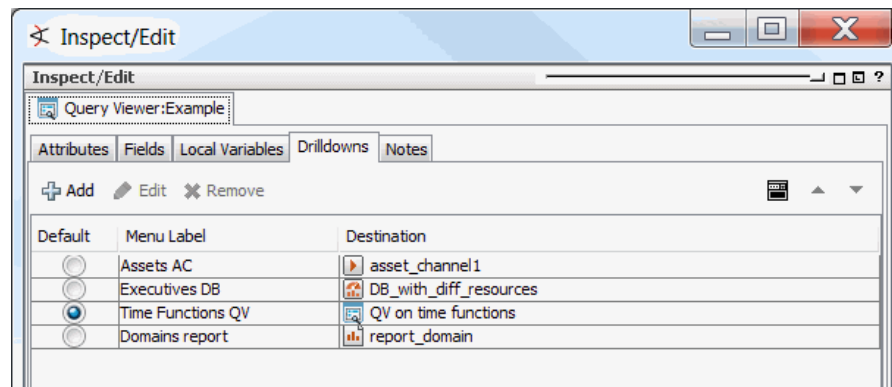 Inspect/Edit
Inspect/Edit ?
Query Viewer:Example
Attributes Fields Local Variables Drilldowns Notes
Add Edit Remove
Default Menu Label Destination
Assets AC asset_channel1
Executives DB DB_with_diff_resources
Time Functions QV QV on time functions
Domains report report_domain